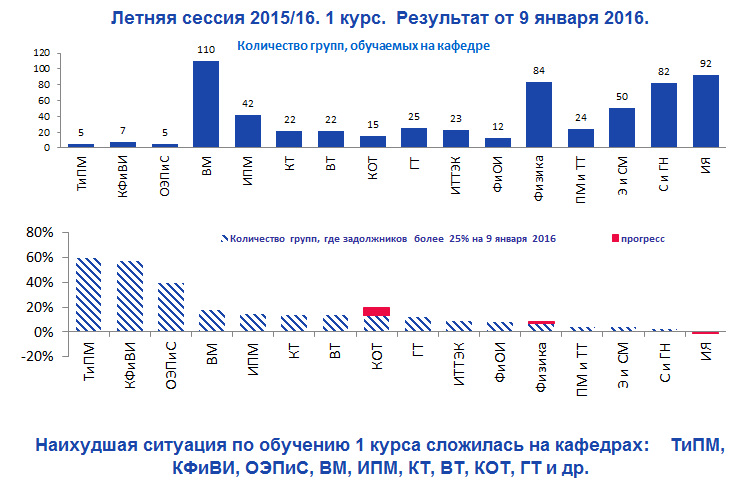 Летняя сессия 2015/16. 1 курс. Результат от 9 января 2016.
Количество групп, обучаемых на кафедре
120
100
80
60
40
20
0
5 7 5 110 42 22 22 15 25 23 12 84 24 50 82 92
ТиПМ КФиВИ ОЭПиС ВМ ИПМ КТ ВТ КОТ ГТ ИТТЭК ФиОИ Физика ПМ и ТТ Э и СМ С и ГН ИЯ
Количество групп, где задолжников более 25% на 9 января 2016 прогресс
80%
60%
40%
20%
0%
-20%
ТиПМ КФиВИ ОЭПиС ВМ ИПМ КТ ВТ КОТ ГТ ИТТЭК ФиОИ Физика ПМ и ТТ Э и СМ С и ГН ИЯ
Наихудшая ситуация по обучению 1 курса сложилась на кафедрах: ТиПМ,
КФиВИ, ОЭПиС, ВМ, ИПМ, КТ, ВТ, КОТ, ГТ и др.